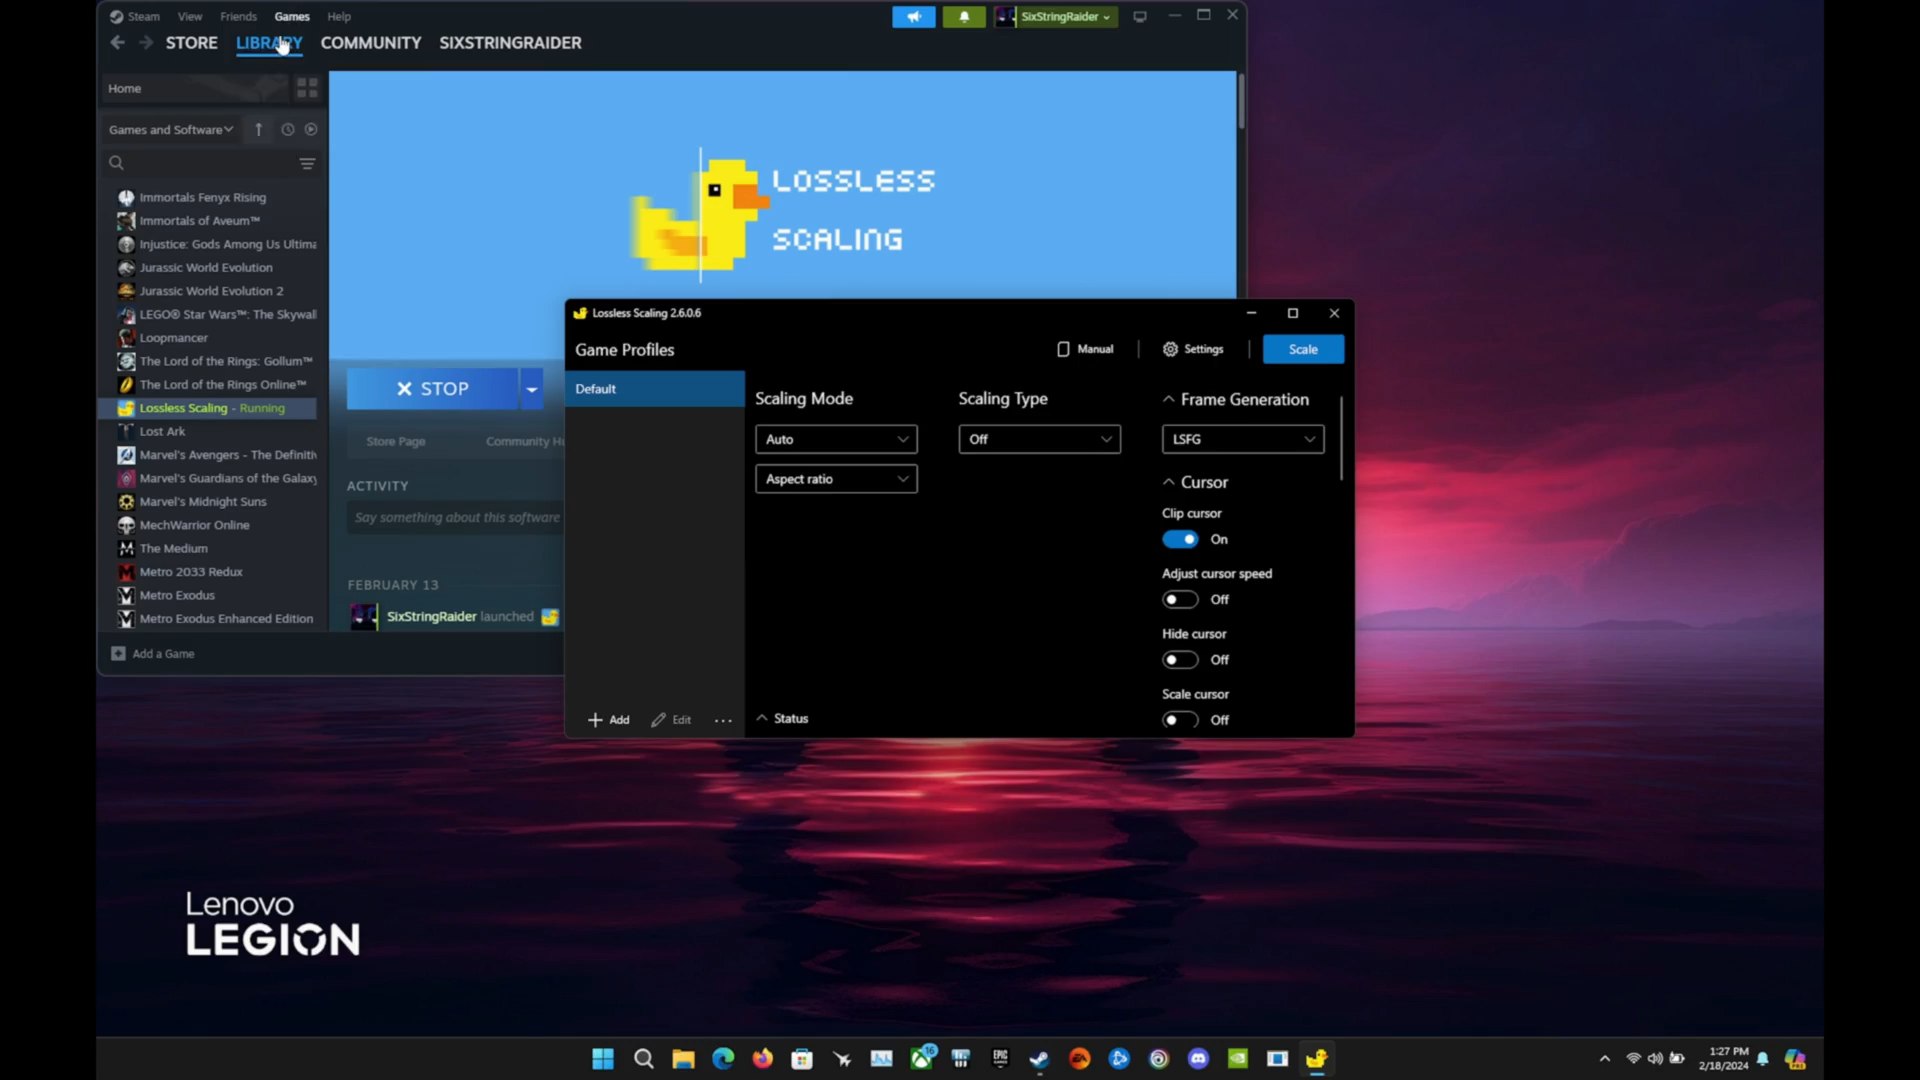 Steam View Friends Games Help
SixStringRaider
STORE LIBRARY COMMUNITY SIXSTRINGRAIDER
Home
Games and Software
Immortals Fenyx Rising
Immortals of Aveum™
Injustice: Gods Among Us Ultima
Jurassic World Evolution
Jurassic World Evolution 2
LEGO® Star Wars™: The Skywal
Loopmancer
The Lord of the Rings: Gollum™
The Lord of the Rings Online™
Lossless Scaling - Running
Lost Ark
Marvel's Avengers - The Definiti
Marvel's Guardians of the Galaxy
Marvel's Midnight Suns
MechWarrior Online
The Medium
Metro 2033 Redux
Metro Exodus
Metro Exodus Enhanced Edition
Add a Game
LOSSLESS
SCALING
STOP
Store Page Community Hu
ACTIVITY
Say something about this software
FEBRUARY 13
SixStringRaider launched
Lossless Scaling 2.6.0.6
Game Profiles
Manual Settings Scale
Default
Add Edit ...
Scaling Mode
Auto
Aspect ratio
Scaling Type
Off
Frame Generation
LSFG
Cursor
Clip cursor
On
Adjust cursor speed
Off
Hide cursor
Off
Scale cursor
Off
Status
Lenovo
LEGION
16
EPIC
GAMES
EA
1:27 PM
2/18/2024